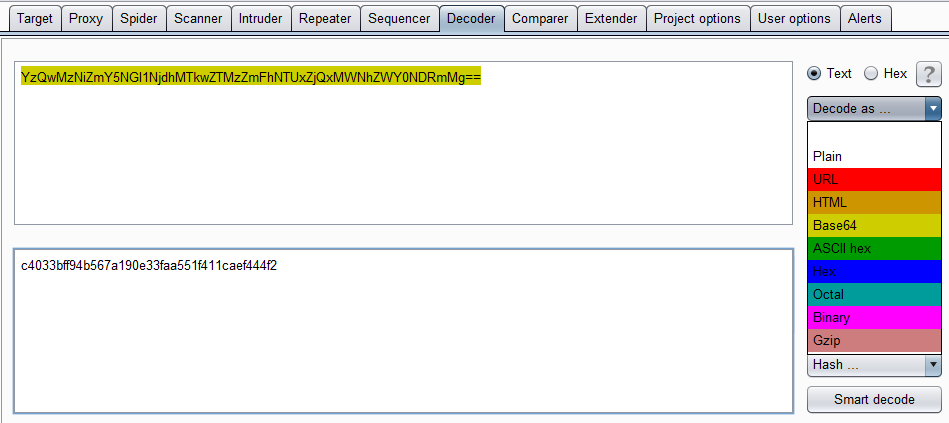 Target Proxy Spider Scanner Intruder Repeater Sequencer Decoder Comparer Extender Project options User options Alerts
YzQwMzNiZmY5NGI1NjdhMTkwZTMzZmFhNTUxZjQxMWNhZWY0NDRmMg==
Text Hex ?
Decode as ...
Plain
URL
HTML
Base64
ASCII hex
Hex
Octal
Binary
Gzip
Hash ...
Smart decode
c4033bff94b567a190e33faa551f411caef444f2